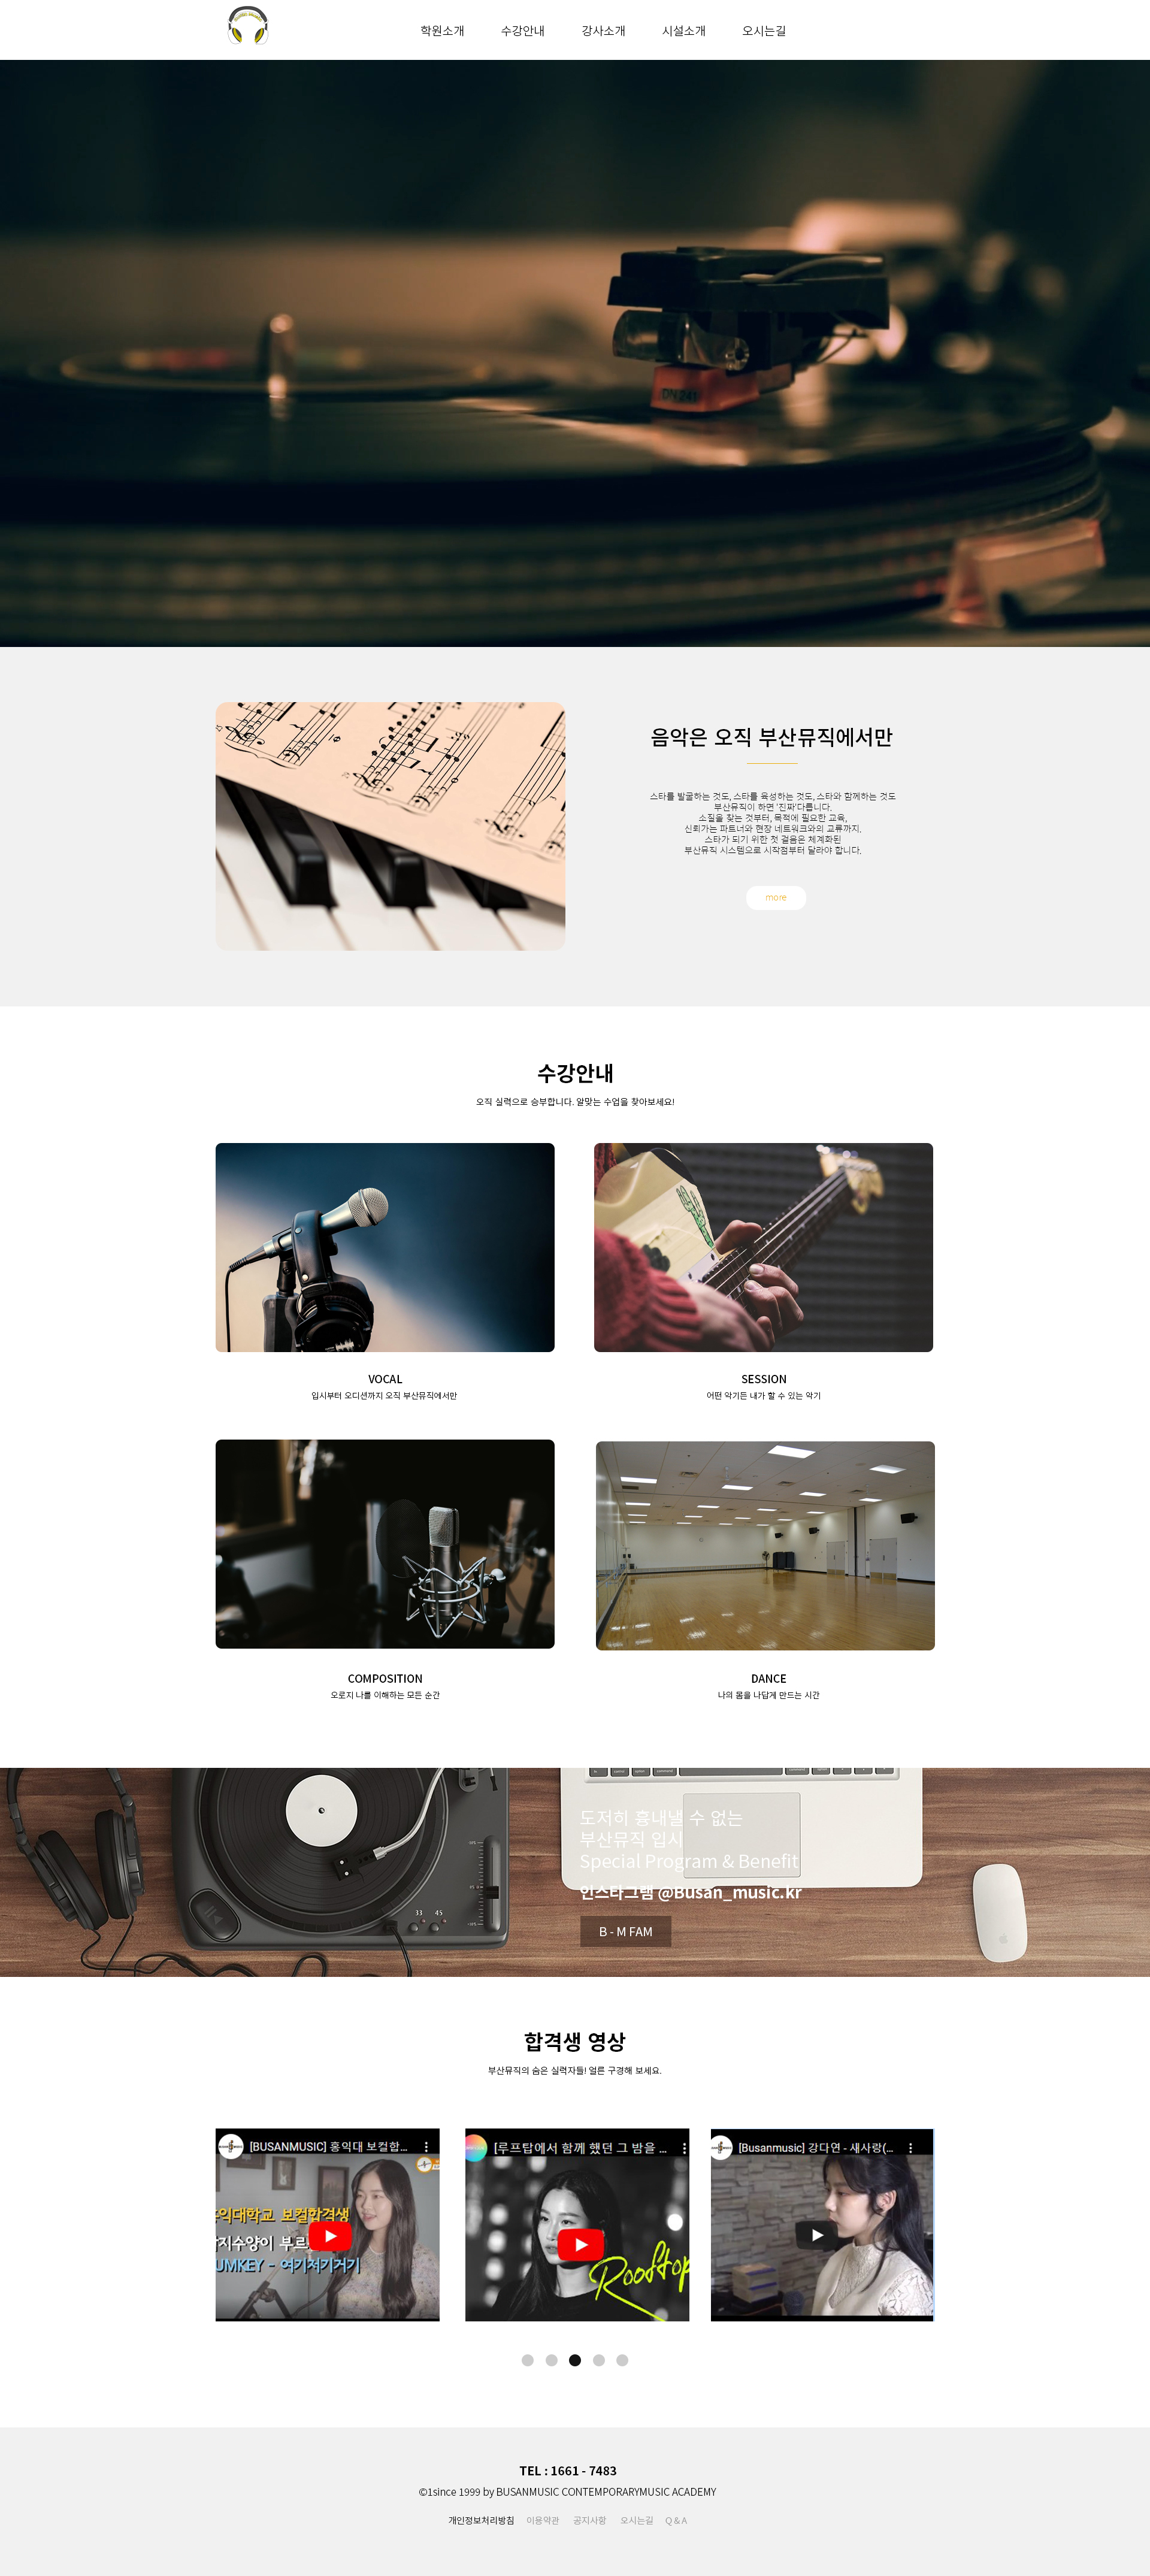 학원소개 수강안내 강사소개 시설소개 오시는길
DN 241
음악은 오직 부산뮤직에서만
스타를 발굴하는 것도, 스타를 육성하는 것도, 스타와 함께하는 것도
부산뮤직이 하면 '진짜'다릅니다.
소질을 찾는 것부터, 목적에 필요한 교육,
신뢰가는 파트너와 현장 네트워크와의 교류까지.
스타가 되기 위한 첫 걸음은 체계화된
부산뮤직 시스템으로 시작점부터 달라야 합니다.
more
수강안내
오직 실력으로 승부합니다. 알맞는 수업을 찾아보세요!
VOCAL
입시부터 오디션까지 오직 부산뮤직에서만
SESSION
어떤 악기든 내가 할 수 있는 악기
COMPOSITION
오로지 나를 이해하는 모든 순간
DANCE
나의 몸을 나답게 만드는 시간
도저히 흉내낼 수 없는
부산뮤직 입시
Special Program & Benefit
인스타그램 @Busan_music.kr
B - M FAM
33 45
합격생 영상
부산뮤직의 숨은 실력자들! 얼른 구경해 보세요.
[BUSANMUSIC] 홍익대 보컬합...
익대학교 보컬합격생
지수양이 부르
UMKEY - 여기저기거기
[루프탑에서 함께 했던 그 밤을 ...
Rooftop
[Busanmusic] 강다연 - 새사랑(...
TEL : 1661 - 7483
©1since 1999 by BUSANMUSIC CONTEMPORARYMUSIC ACADEMY
개인정보처리방침 이용약관 공지사항 오시는길 Q & A